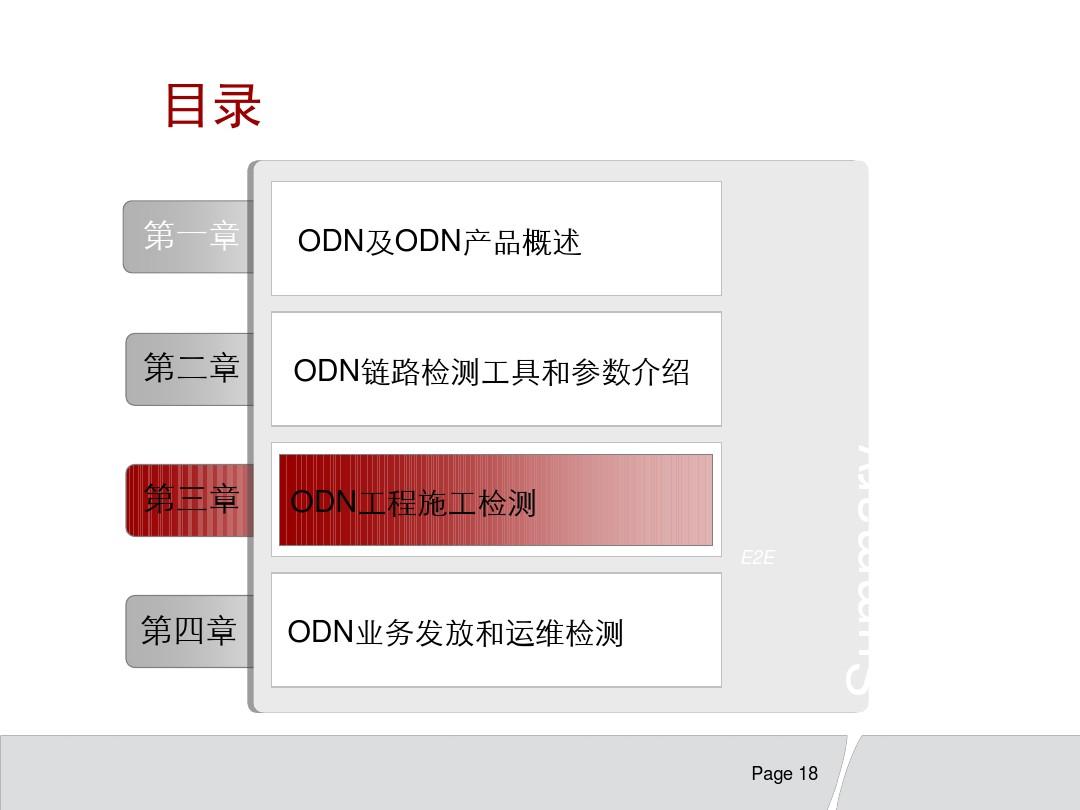 目录
第一章
ODN及ODN产品概述
第二章
ODN链路检测工具和参数介绍
第三章
ODN工程施工检测
E2E
Summary
第四章
ODN业务发放和运维检测
Page 18